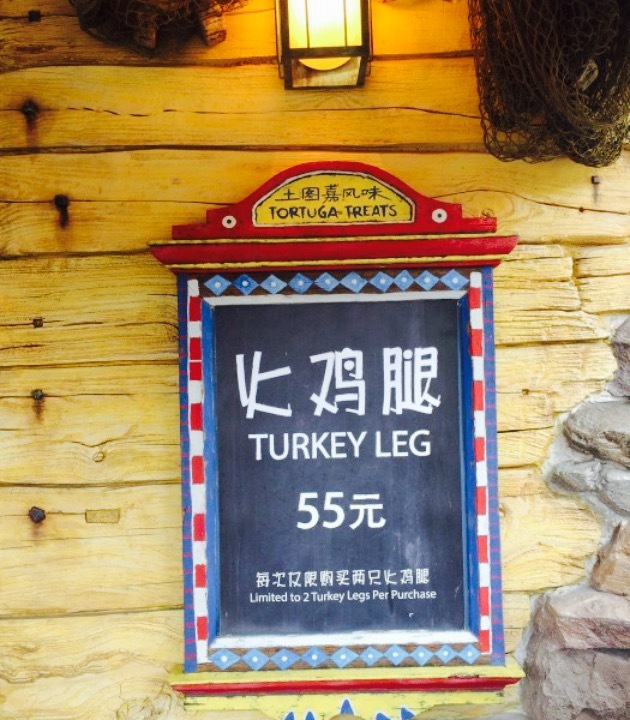 土图嘉风味
TORTUGA TREATS
火鸡腿
TURKEY LEG
55元
每次仅限购买两只火鸡腿
Limited to 2 Turkey Legs Per Purchase